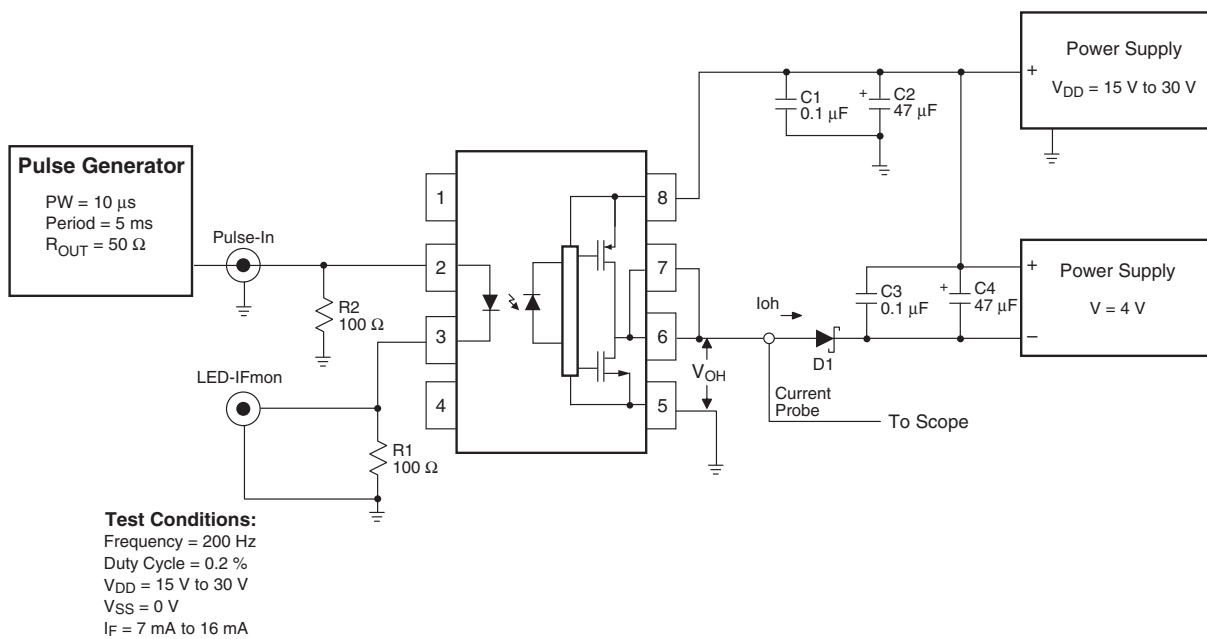 Pulse Generator
PW = 10 μs
Period = 5 ms
ROUT = 50 Ω
Pulse-In
R2
100 Ω
LED-IFmon
R1
100 Ω
1
2
3
4
8
7
6
5
C1
0.1 μF
+
C2
47 μF
+
Power Supply
VDD = 15 V to 30 V
C3
0.1 μF
+
C4
47 μF
+
Power Supply
V = 4 V
–
Ioh
D1
VOH
Current
Probe
To Scope
Test Conditions:
Frequency = 200 Hz
Duty Cycle = 0.2 %
VDD = 15 V to 30 V
VSS = 0 V
IF = 7 mA to 16 mA